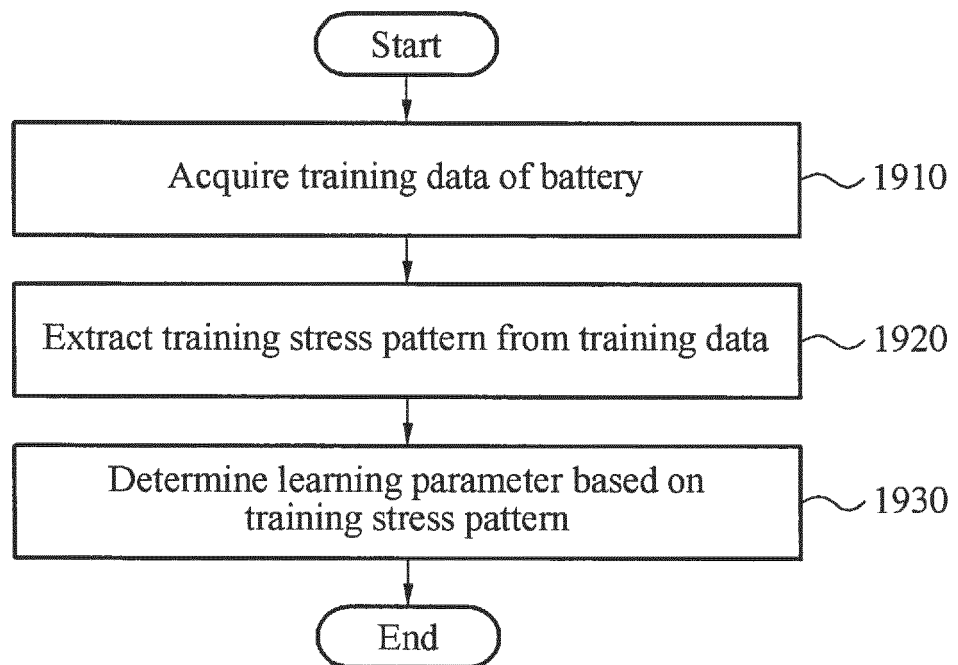 Start
Acquire training data of battery
1910
Extract training stress pattern from training data
1920
Determine learning parameter based on
training stress pattern
1930
End